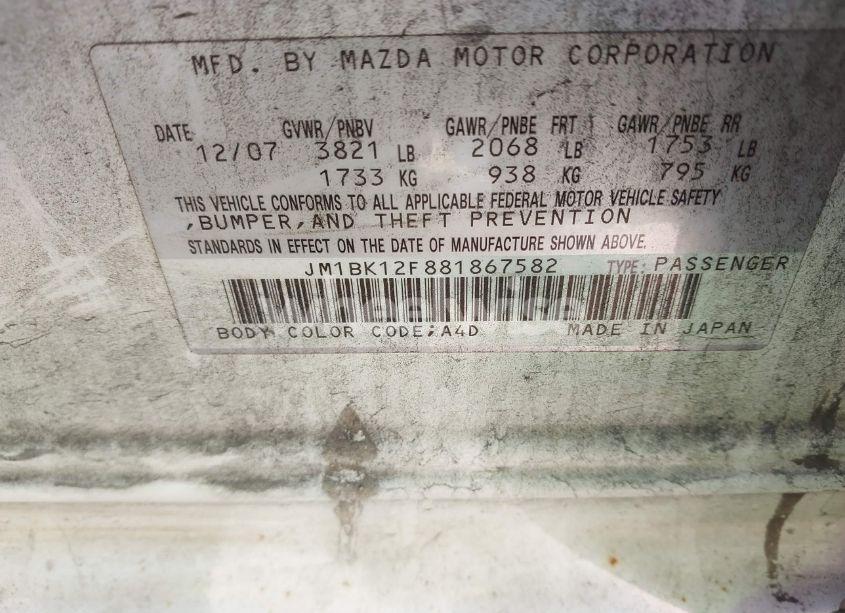 MFD. BY MAZDA MOTOR CORPORATION
DATE GVWR/PNBV GAWR/PNBE FRT GAWR/PNBE RR
12/07 3821 LB 2068 LB 1753 LB
1733 KG 938 KG 795 KG
THIS VEHICLE CONFORMS TO ALL APPLICABLE FEDERAL MOTOR VEHICLE SAFETY
,BUMPER,AND THEFT PREVENTION
STANDARDS IN EFFECT ON THE DATE OF MANUFACTURE SHOWN ABOVE.
JM1BK12F881867582 TYPE: PASSENGER
BODY COLOR CODE;A4D MADE IN JAPAN